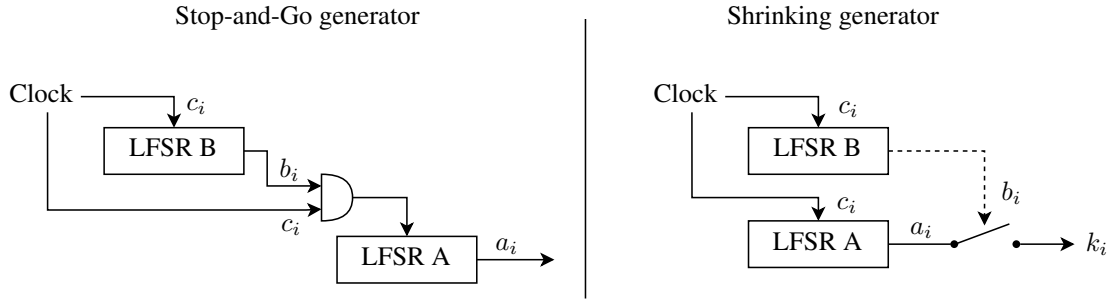 Stop-and-Go generator
Clock
c_i
LFSR B
b_i
c_i
LFSR A
a_i
Shrinking generator
Clock
c_i
LFSR B
b_i
c_i
LFSR A
a_i
k_i